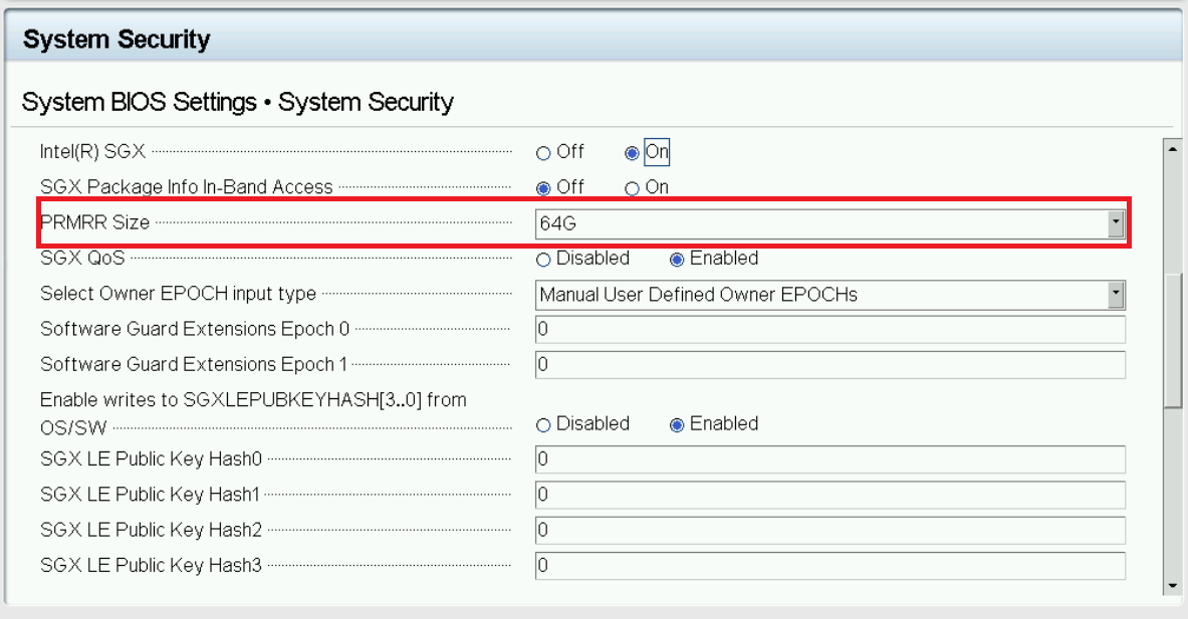 System Security
System BIOS Settings • System Security
Intel(R) SGX Off On
SGX Package Info In-Band Access Off On
PRMRR Size 64G
SGX QoS Disabled Enabled
Select Owner EPOCH input type Manual User Defined Owner EPOCHs
Software Guard Extensions Epoch 0 0
Software Guard Extensions Epoch 1 0
Enable writes to SGXLEPUBKEYHASH[3..0] from
OS/SW Disabled Enabled
SGX LE Public Key Hash0 0
SGX LE Public Key Hash1 0
SGX LE Public Key Hash2 0
SGX LE Public Key Hash3 0